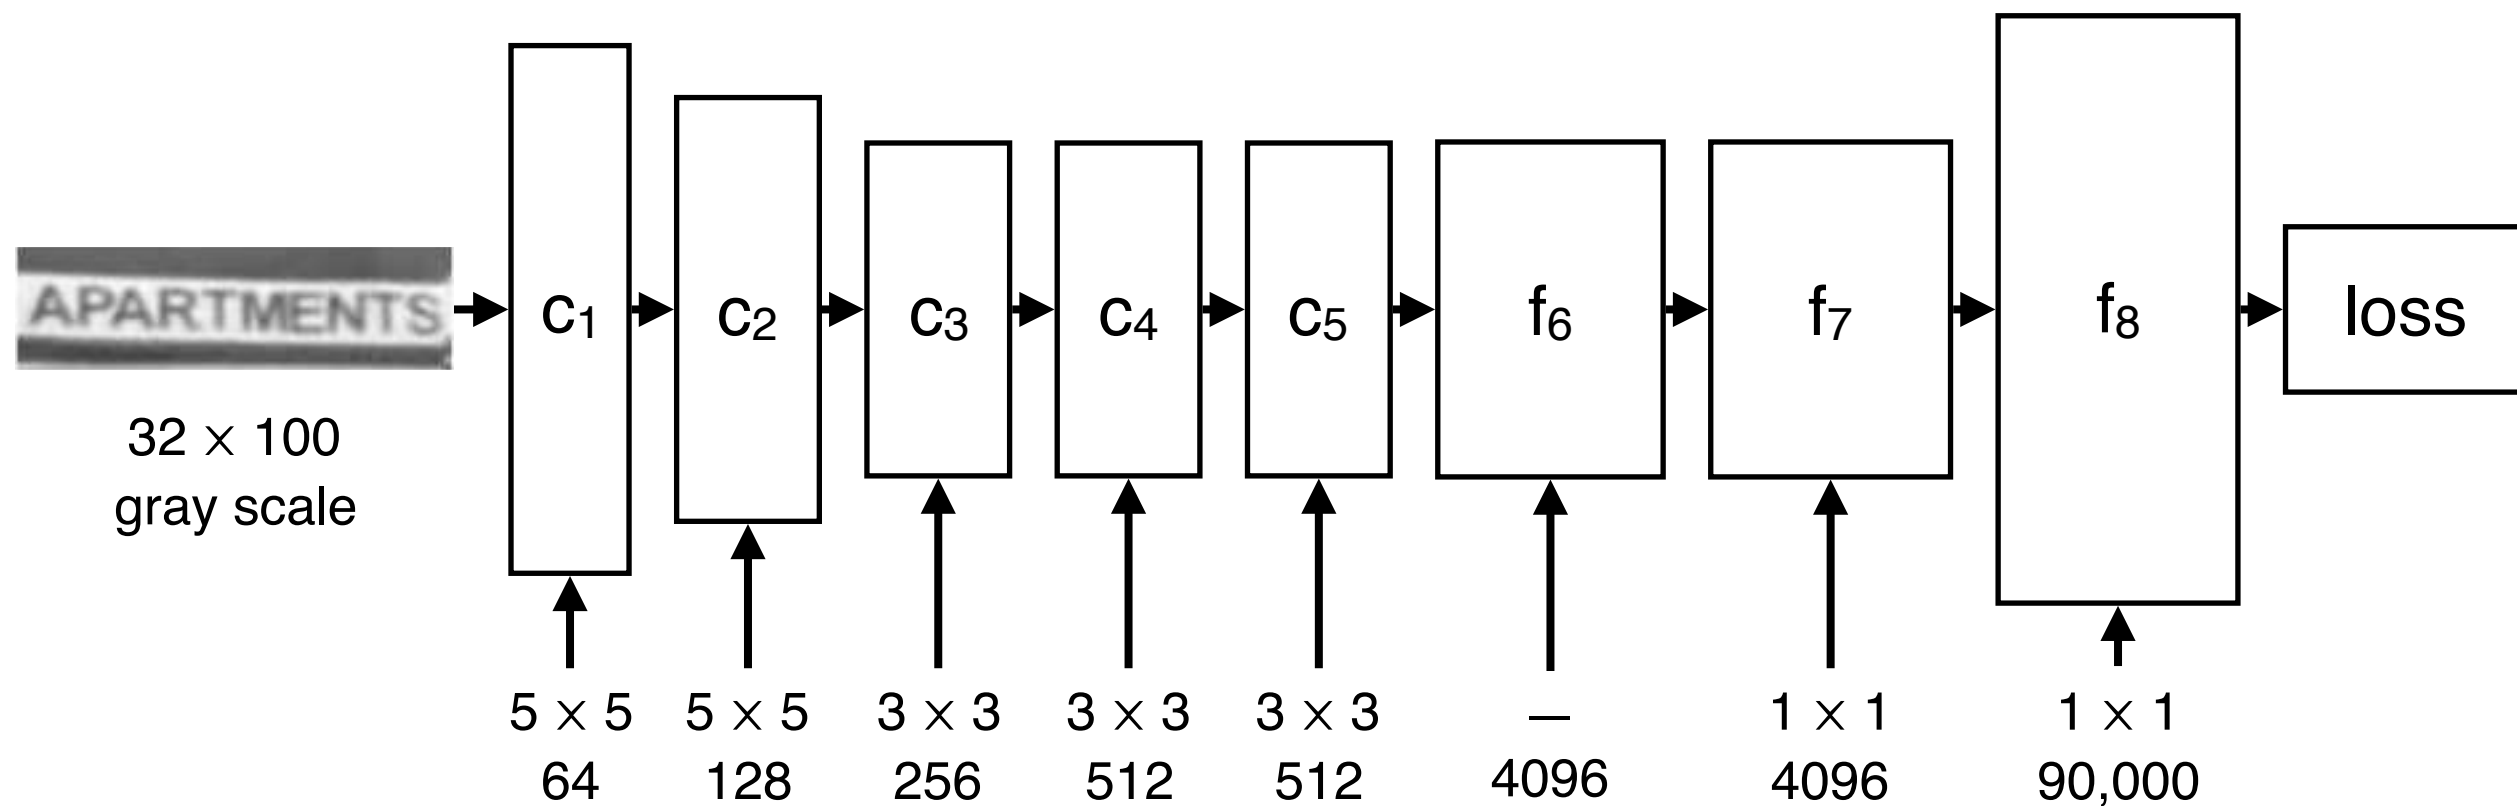 APARTMENTS
32 × 100
gray scale
c1
c2
c3
c4
c5
f6
f7
f8
loss
5 × 5
64
5 × 5
128
3 × 3
256
3 × 3
512
3 × 3
512
—
4096
1 × 1
4096
1 × 1
90,000